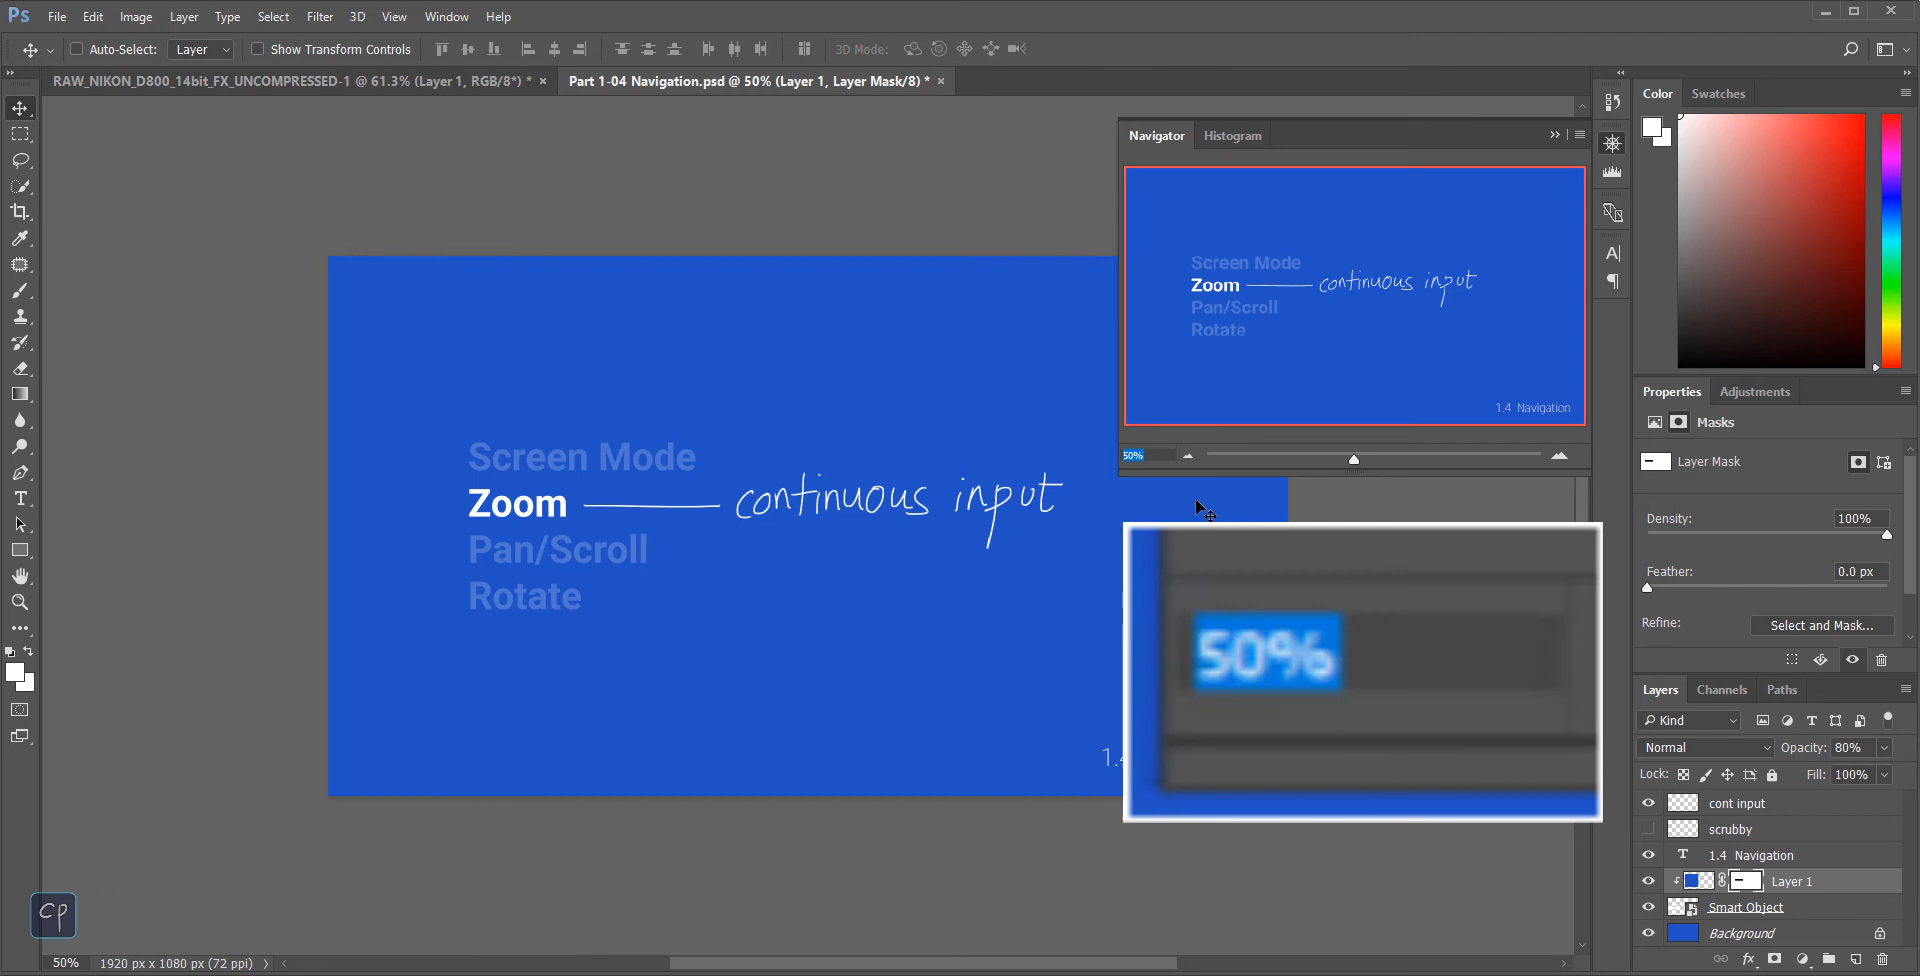 Ps File Edit Image Layer Type Select Filter 3D View Window Help
Auto-Select: Layer Show Transform Controls 3D Mode:
RAW_NIKON_D800_14bit_FX_UNCOMPRESSED-1 @ 61.3% (Layer 1, RGB/8*) * × Part 1-04 Navigation.psd @ 50% (Layer 1, Layer Mask/8) * ×
Navigator Histogram
Screen Mode
Zoom continuous input
Pan/Scroll
Rotate
1.4 Navigation
50%
Screen Mode
Zoom continuous input
Pan/Scroll
Rotate
1.4
50%
Color Swatches
Properties Adjustments
Masks
Layer Mask
Density: 100%
Feather: 0.0 px
Refine: Select and Mask...
Layers Channels Paths
Kind
Normal Opacity: 80%
Lock: Fill: 100%
cont input
scrubby
1.4 Navigation
Layer 1
Smart Object
Background
fx
cp
50% 1920 px x 1080 px (72 ppi)